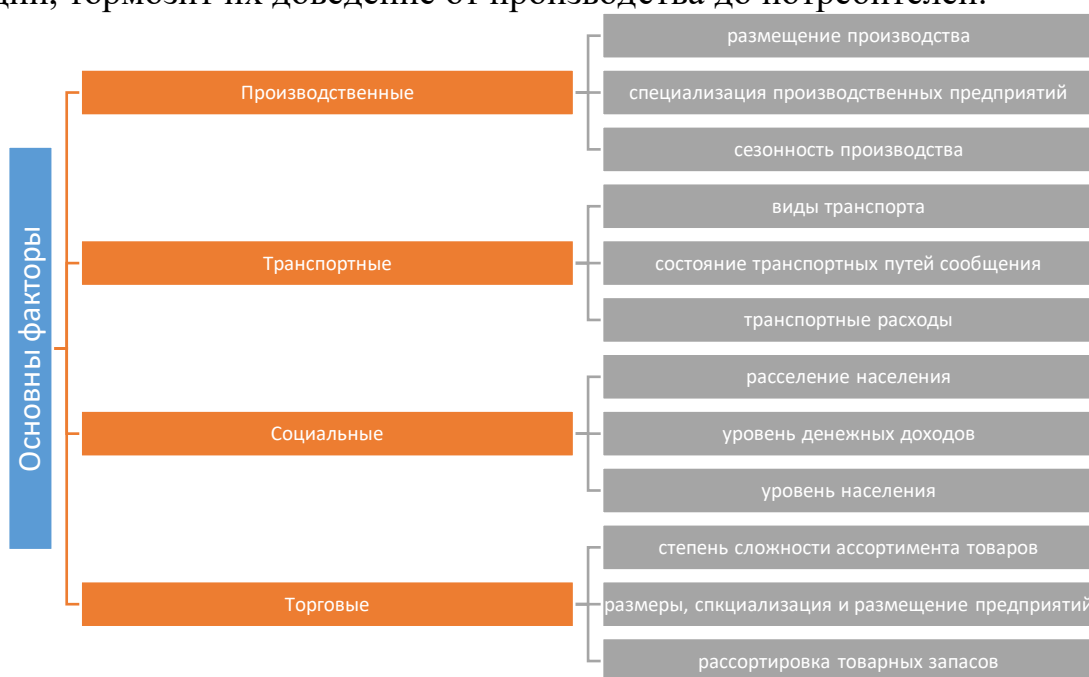 ции, тормозит их доведение от производства до потребителей.
Основны факторы
Производственные
размещение производства
специализация производственных предприятий
сезонность производства
Транспортные
виды транспорта
состояние транспортных путей сообщения
транспортные расходы
Социальные
расселение населения
уровень денежных доходов
уровень населения
Торговые
степень сложности ассортимента товаров
размеры, спкциализация и размещение предприятий
рассортировка товарных запасов